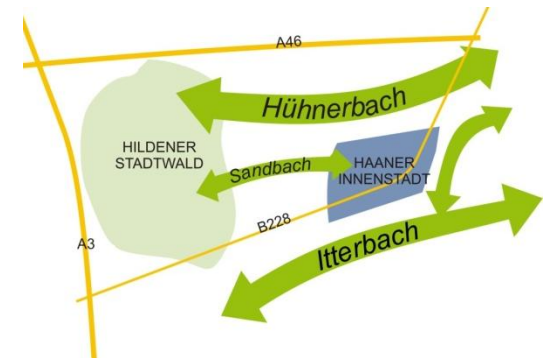 A46
Hühnerbach
HILDENER
STADTWALD
Sandbach
HAANER
INNENSTADT
B228
A3
Itterbach